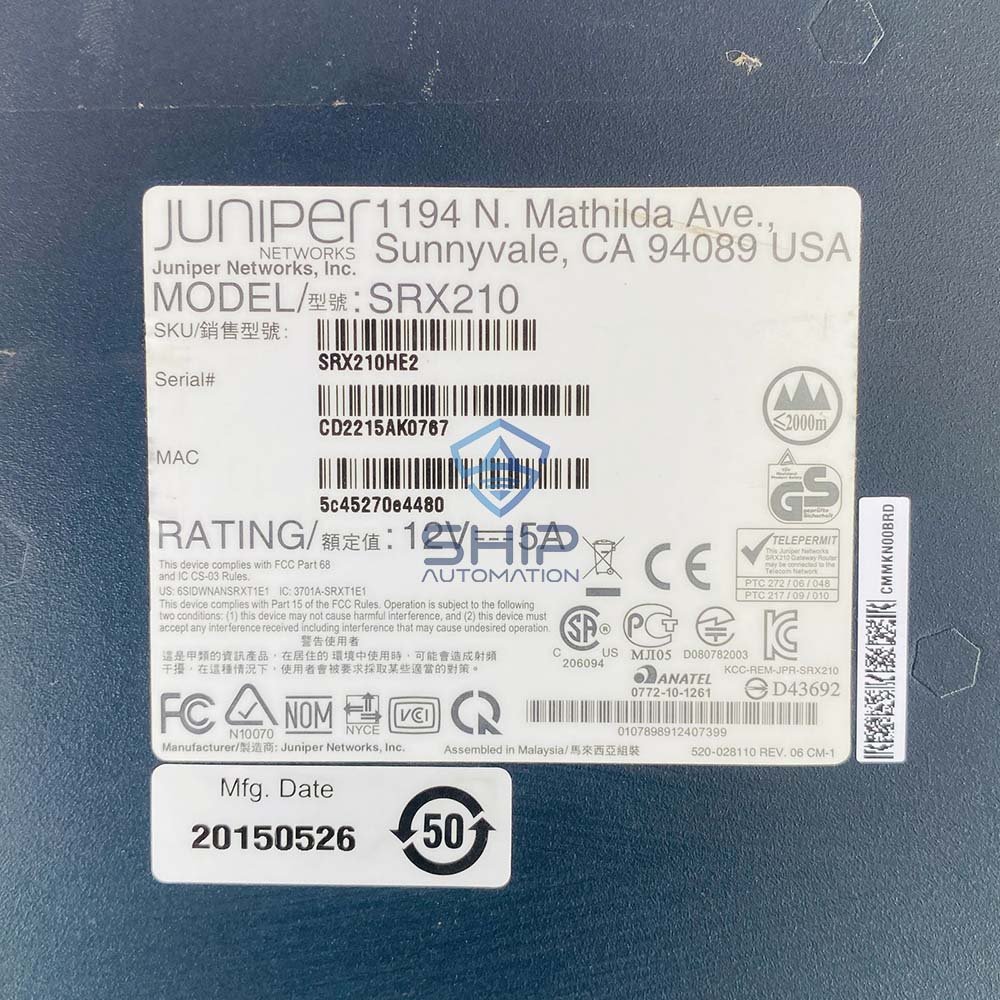 JUNIPER
NETWORKS
Juniper Networks, Inc.
1194 N. Mathilda Ave.,
Sunnyvale, CA 94089 USA
MODEL/型號: SRX210
SKU/銷售型號:
SRX210HE2
Serial#
CD2215AK0767
MAC
5c45270e4480
RATING/額定值: 12V 5A
SHIP
AUTOMATION
This device complies with FCC Part 68
and IC CS-03 Rules.
US: 6SIDWNANSRXT1E1 IC: 3701A-SRXT1E1
This device complies with Part 15 of the FCC Rules. Operation is subject to the following
two conditions: (1) this device may not cause harmful interference, and (2) this device must
accept any interference received including interference that may cause undesired operation.
警告使用者
這是甲類的資訊產品，在居住的環境中使用時，可能會造成射頻
干擾，在這種情況下，使用者會被要求採取某些適當的對策。
≤2000m
GS
geprüfte
Sicherheit
CE
TELEPERMIT
This Juniper Networks
SRX210 Gateway Router
may be connected to the
Telecom Network
PTC 272 / 06 / 048
PTC 217 / 09 / 010
C SA ® US
206094
MЛ05
D080782003
KCC-REM-JPR-SRX210
ANATEL
0772-10-1261
D43692
FC
N10070
NOM
NYCE
VCI
0107898912407399
Manufacturer/製造商: Juniper Networks, Inc.
Assembled in Malaysia/馬來西亞組裝
520-028110 REV. 06 CM-1
CMMKN00BRD
Mfg. Date
20150526
50